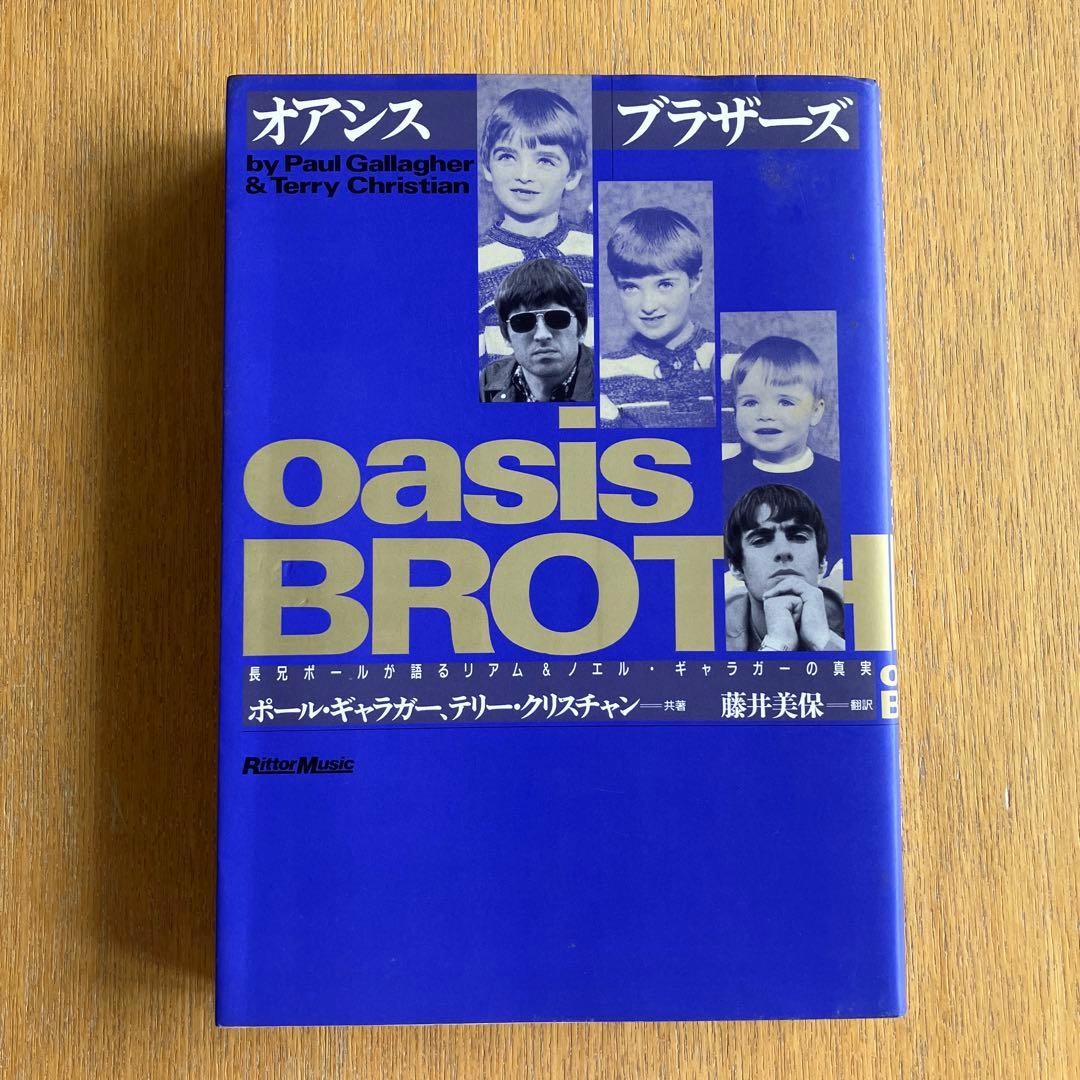 オアシス ブラザーズ
by Paul Gallagher
& Terry Christian
oasis
BROTH
長兄ポールが語るリアム&ノエル・ギャラガーの真実
ポール・ギャラガー、テリー・クリスチャン──共著 藤井美保──翻訳
o
B
RittorMusic